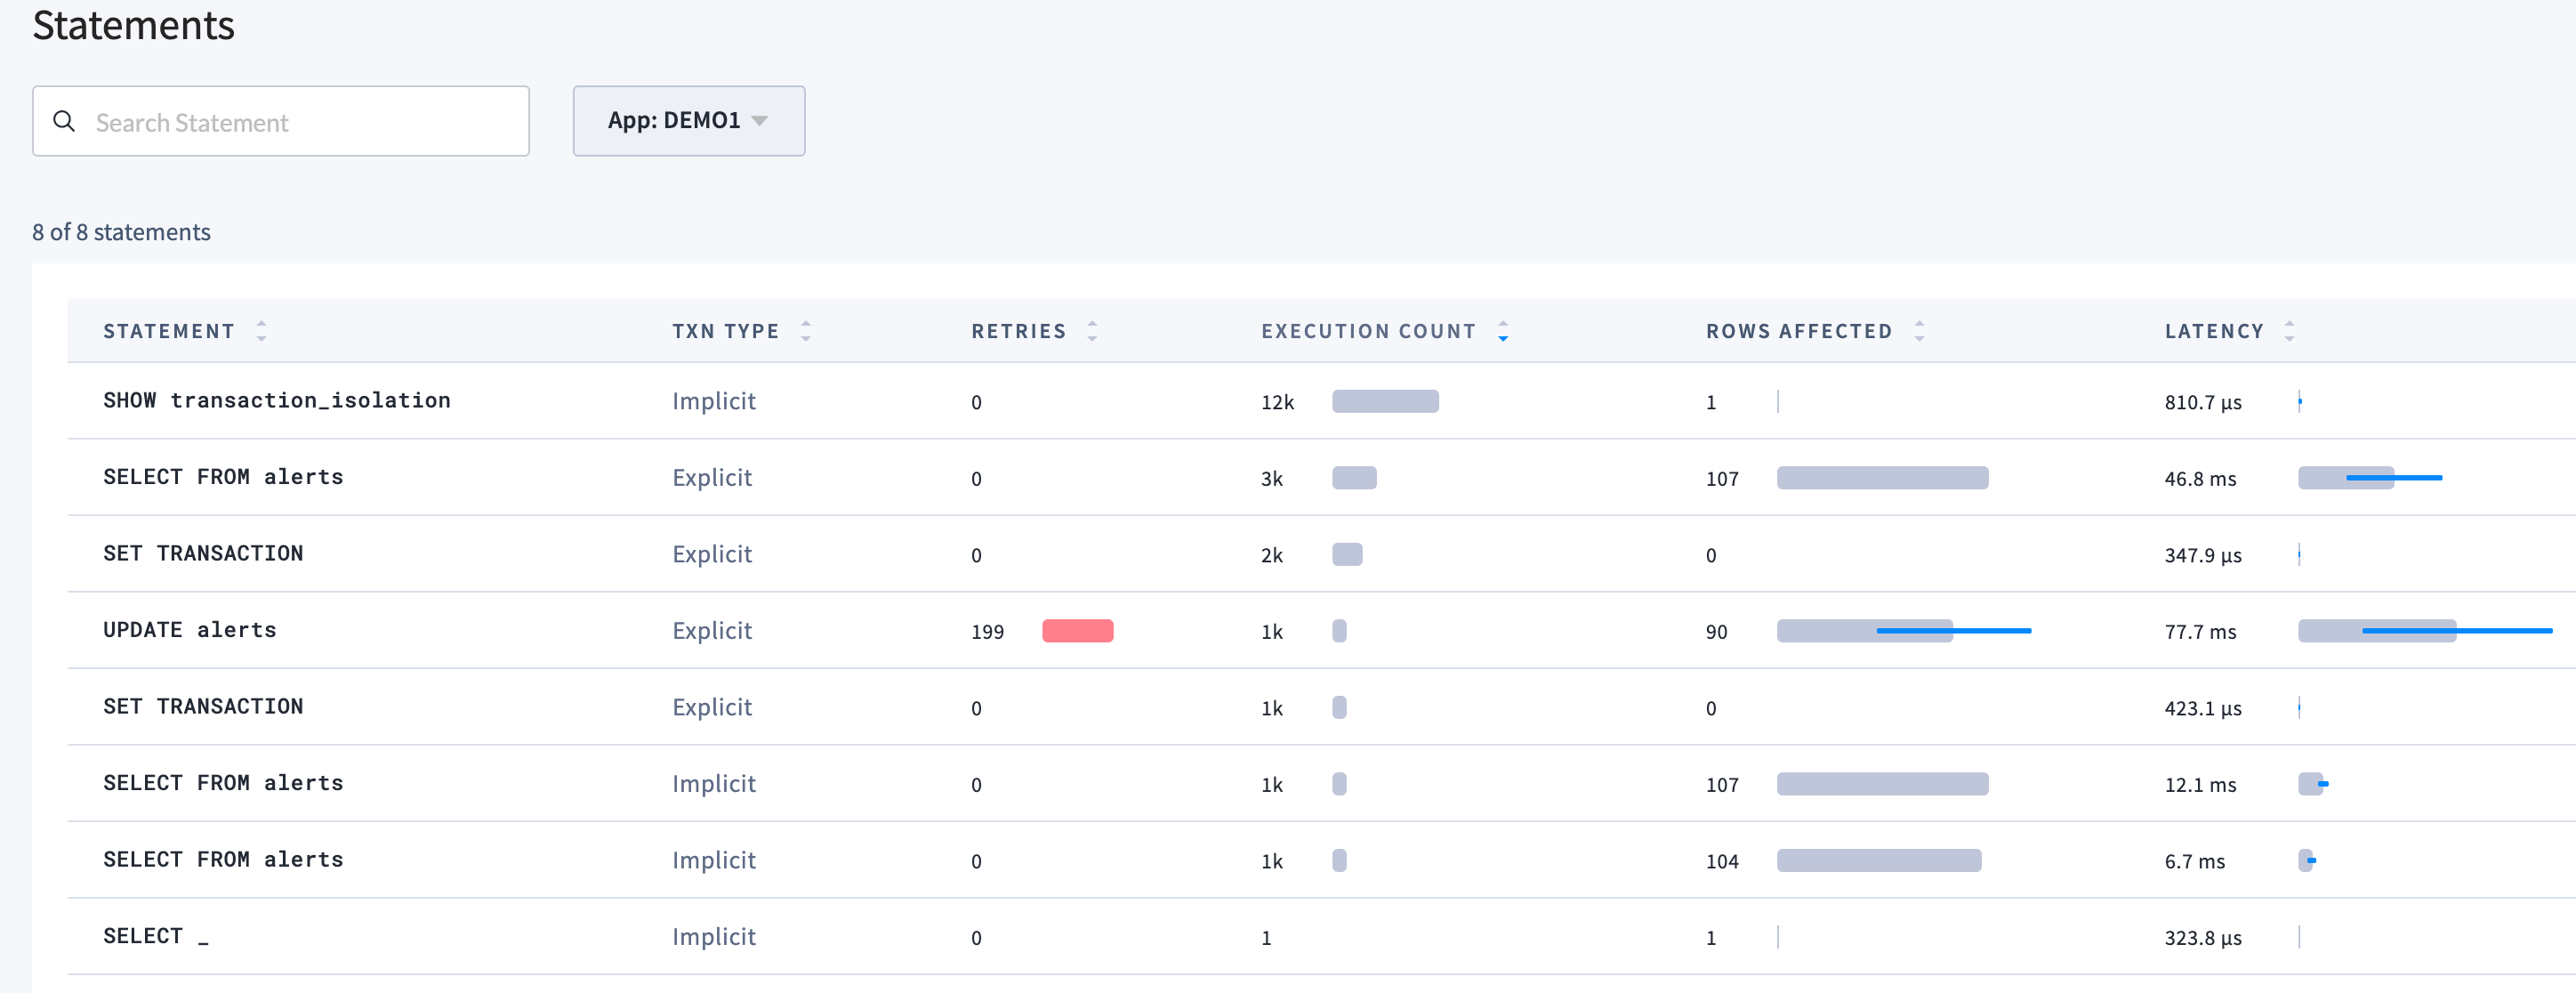 Statements
Search Statement
App: DEMO1
8 of 8 statements
STATEMENT TXN TYPE RETRIES EXECUTION COUNT ROWS AFFECTED LATENCY
SHOW transaction_isolation Implicit 0 12k 1 810.7 µs
SELECT FROM alerts Explicit 0 3k 107 46.8 ms
SET TRANSACTION Explicit 0 2k 0 347.9 µs
UPDATE alerts Explicit 199 1k 90 77.7 ms
SET TRANSACTION Explicit 0 1k 0 423.1 µs
SELECT FROM alerts Implicit 0 1k 107 12.1 ms
SELECT FROM alerts Implicit 0 1k 104 6.7 ms
SELECT _ Implicit 0 1 1 323.8 µs